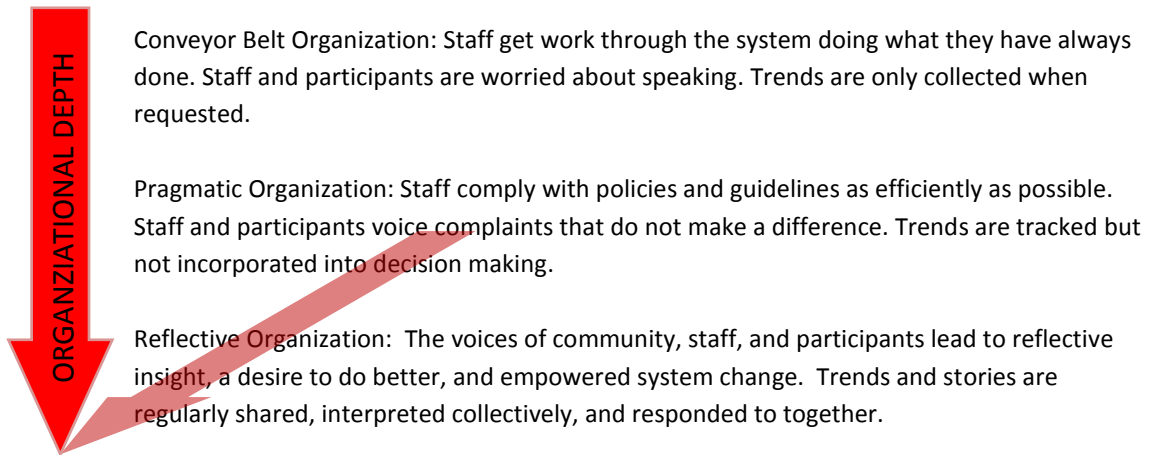 ORGANZIATIONAL DEPTH
Conveyor Belt Organization: Staff get work through the system doing what they have always
done. Staff and participants are worried about speaking. Trends are only collected when
requested.
Pragmatic Organization: Staff comply with policies and guidelines as efficiently as possible.
Staff and participants voice complaints that do not make a difference. Trends are tracked but
not incorporated into decision making.
Reflective Organization:  The voices of community, staff, and participants lead to reflective
insight, a desire to do better, and empowered system change.  Trends and stories are
regularly shared, interpreted collectively, and responded to together.